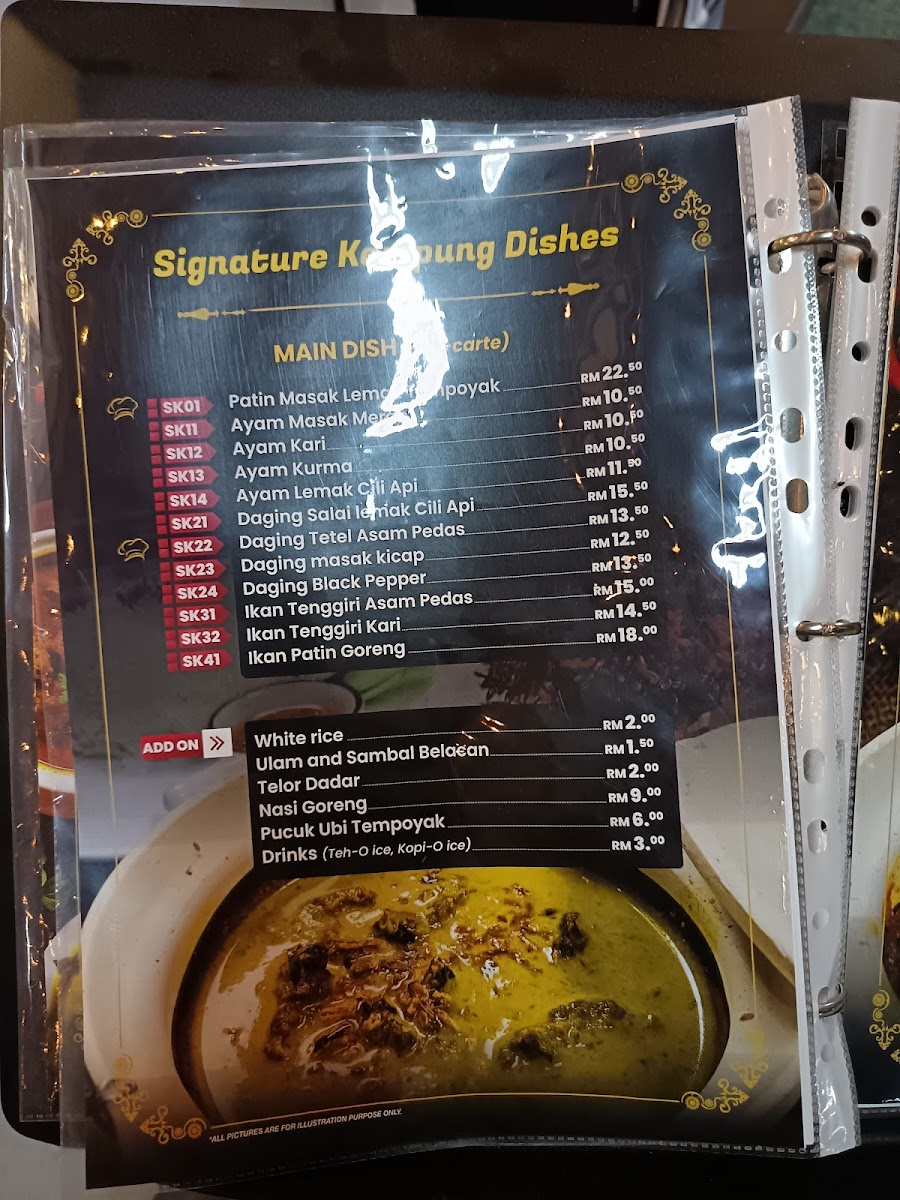 Signature Kampung Dishes
MAIN DISH carte)
SK01 Patin Masak Tempoyak RM 22.50
SK11 Ayam Masak RM 10.50
SK12 Ayam Kari RM 10.50
SK13 Ayam Kurma RM 10.50
SK14 Ayam Lemak Cili Api RM 11.50
SK21 Daging Salai lemak Cili Api RM 15.50
SK22 Daging Tetel Asam Pedas RM 13.50
SK23 Daging masak kicap RM 12.50
SK24 Daging Black Pepper RM 13.50
SK31 Ikan Tenggiri Asam Pedas RM 15.00
SK32 Ikan Tenggiri Kari RM 14.50
SK41 Ikan Patin Goreng RM 18.00
ADD ON
White rice RM 2.00
Ulam and Sambal Belacan RM 1.50
Telor Dadar RM 2.00
Nasi Goreng RM 9.00
Pucuk Ubi Tempoyak RM 6.00
Drinks (Teh-O ice, Kopi-O ice) RM 3.00
*ALL PICTURES ARE FOR ILLUSTRATION PURPOSE ONLY.